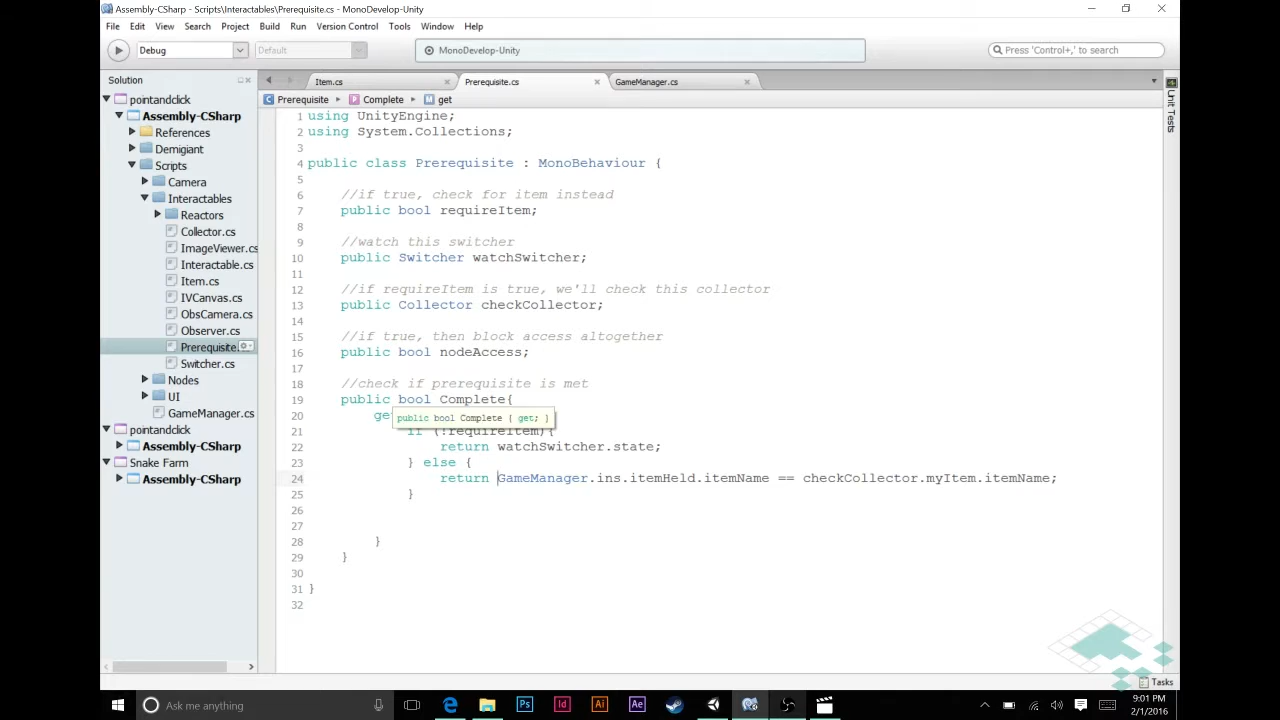 Assembly-CSharp - Scripts\Interactables\Prerequisite.cs - MonoDevelop-Unity
File Edit View Search Project Build Run Version Control Tools Window Help
Debug Default MonoDevelop-Unity Press 'Control+,' to search
Solution
pointandclick
Assembly-CSharp
References
Demigiant
Scripts
Camera
Interactables
Reactors
Collector.cs
ImageViewer.cs
Interactable.cs
Item.cs
IVCanvas.cs
ObsCamera.cs
Observer.cs
Prerequisite.
Switcher.cs
Nodes
UI
GameManager.cs
pointandclick
Assembly-CSharp
Snake Farm
Assembly-CSharp
Item.cs Prerequisite.cs GameManager.cs
Prerequisite Complete get
1 using UnityEngine;
2 using System.Collections;
3
4 public class Prerequisite : MonoBehaviour {
5
6 //if true, check for item instead
7 public bool requireItem;
8
9 //watch this switcher
10 public Switcher watchSwitcher;
11
12 //if requireItem is true, we'll check this collector
13 public Collector checkCollector;
14
15 //if true, then block access altogether
16 public bool nodeAccess;
17
18 //check if prerequisite is met
19 public bool Complete{
20 ge
public bool Complete { get; }
21 if (!requireItem){
22 return watchSwitcher.state;
23 } else {
24 return GameManager.ins.itemHeld.itemName == checkCollector.myItem.itemName;
25 }
26
27
28 }
29 }
30
31 }
32
Unit Tests
Tasks
Ask me anything
Ps Id Ai Ae
9:01 PM
2/1/2016